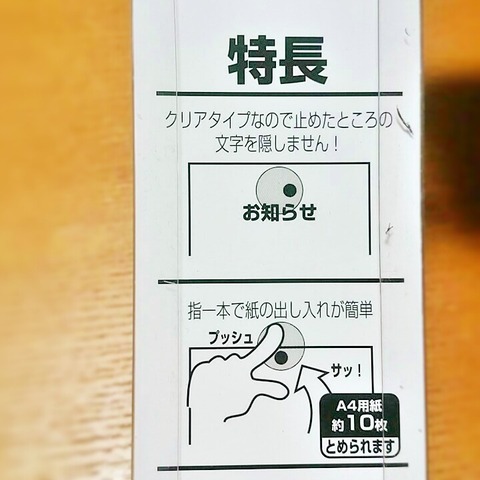 特長
クリアタイプなので止めたところの
文字を隠しません！
お知らせ
指一本で紙の出し入れが簡単
プッシュ
サッ！
A4用紙
約10枚
とめられます